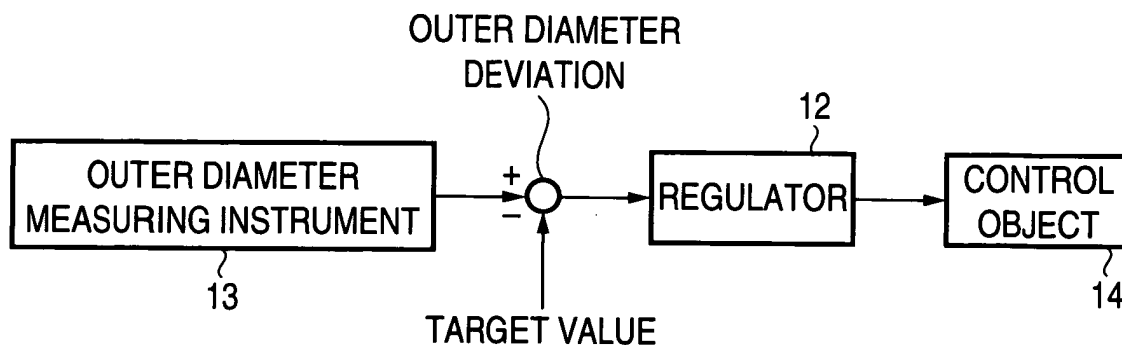 OUTER DIAMETER
DEVIATION
12
OUTER DIAMETER
MEASURING INSTRUMENT
+
−
REGULATOR
CONTROL
OBJECT
13
14
TARGET VALUE